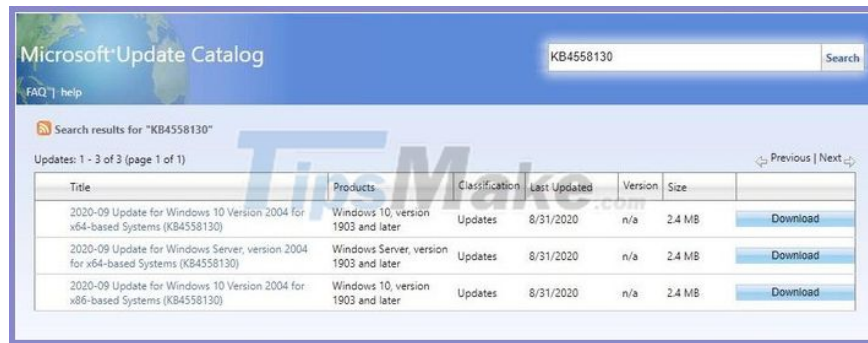 Microsoft Update Catalog
KB4558130
Search
FAQ | help
Search results for "KB4558130"
Updates: 1 - 3 of 3 (page 1 of 1)
Previous | Next
TipsMake.com
Title Products Classification Last Updated Version Size
2020-09 Update for Windows 10 Version 2004 for
x64-based Systems (KB4558130)
Windows 10, version
1903 and later
Updates 8/31/2020 n/a 2.4 MB Download
2020-09 Update for Windows Server, version 2004
for x64-based Systems (KB4558130)
Windows Server, version
1903 and later
Updates 8/31/2020 n/a 2.4 MB Download
2020-09 Update for Windows 10 Version 2004 for
x86-based Systems (KB4558130)
Windows 10, version
1903 and later
Updates 8/31/2020 n/a 2.4 MB Download